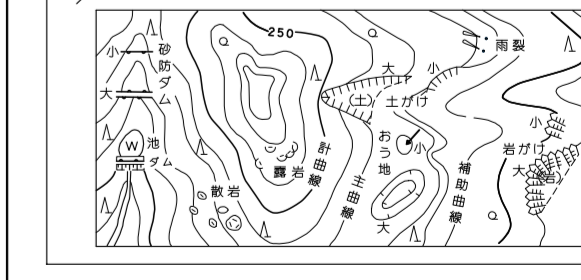 小 砂防ダム
大
W 池ダム
250
露岩
散岩
計曲線
主曲線
大 小
(土) 土がけ
おう地
小
大
補助曲線
雨裂
小
岩がけ
大
(岩)